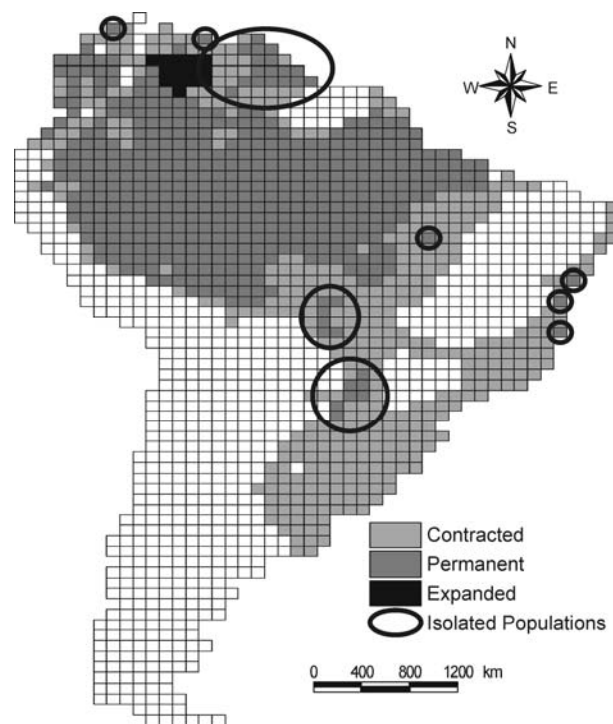 N
W E
S
Contracted
Permanent
Expanded
Isolated Populations
0 400 800 1200 km